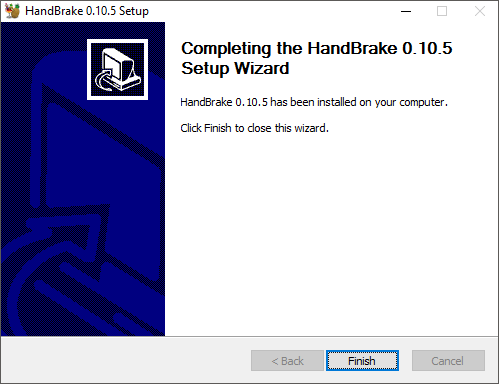 HandBrake 0.10.5 Setup
Completing the HandBrake 0.10.5
Setup Wizard
HandBrake 0.10.5 has been installed on your computer.
Click Finish to close this wizard.
< Back
Finish
Cancel